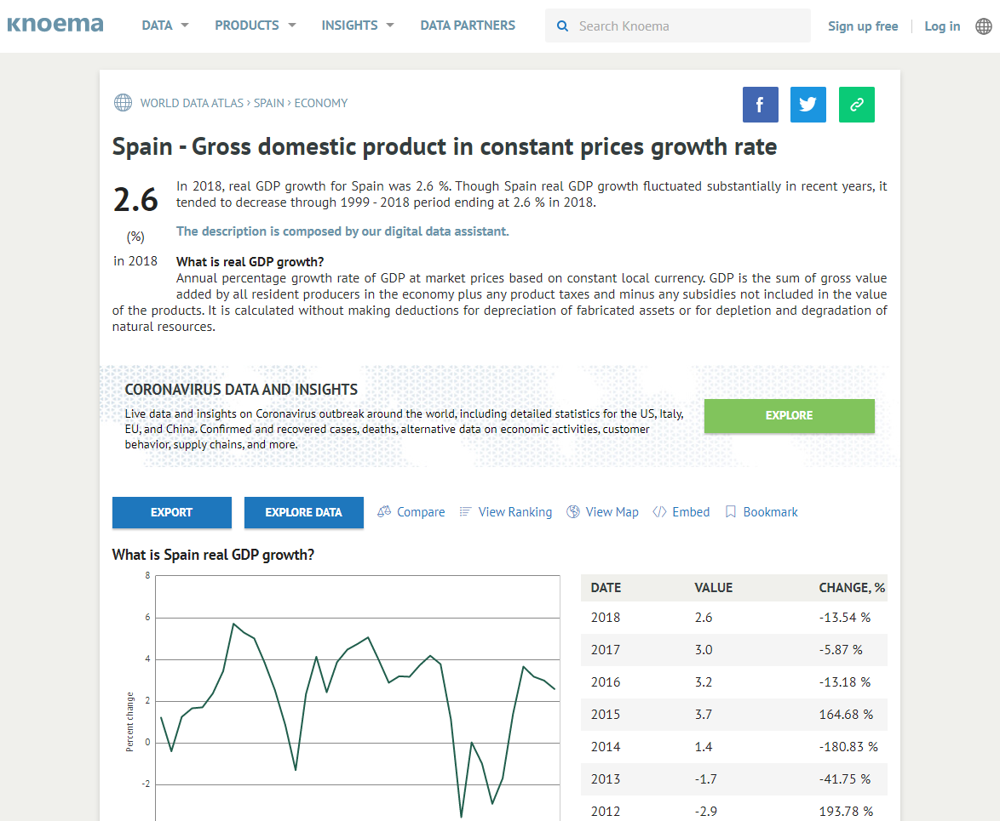 knoema
DATA PRODUCTS INSIGHTS DATA PARTNERS Search Knoema Sign up free Log in
WORLD DATA ATLAS › SPAIN › ECONOMY
Spain - Gross domestic product in constant prices growth rate
2.6
(%)
in 2018
In 2018, real GDP growth for Spain was 2.6 %. Though Spain real GDP growth fluctuated substantially in recent years, it
tended to decrease through 1999 - 2018 period ending at 2.6 % in 2018.
The description is composed by our digital data assistant.
What is real GDP growth?
Annual percentage growth rate of GDP at market prices based on constant local currency. GDP is the sum of gross value
added by all resident producers in the economy plus any product taxes and minus any subsidies not included in the value
of the products. It is calculated without making deductions for depreciation of fabricated assets or for depletion and degradation of
natural resources.
CORONAVIRUS DATA AND INSIGHTS
Live data and insights on Coronavirus outbreak around the world, including detailed statistics for the US, Italy,
EU, and China. Confirmed and recovered cases, deaths, alternative data on economic activities, customer
behavior, supply chains, and more.
EXPLORE
EXPORT EXPLORE DATA Compare View Ranking View Map Embed Bookmark
What is Spain real GDP growth?
8
6
4
2
0
-2
Percent change
DATE VALUE CHANGE, %
2018 2.6 -13.54 %
2017 3.0 -5.87 %
2016 3.2 -13.18 %
2015 3.7 164.68 %
2014 1.4 -180.83 %
2013 -1.7 -41.75 %
2012 -2.9 193.78 %